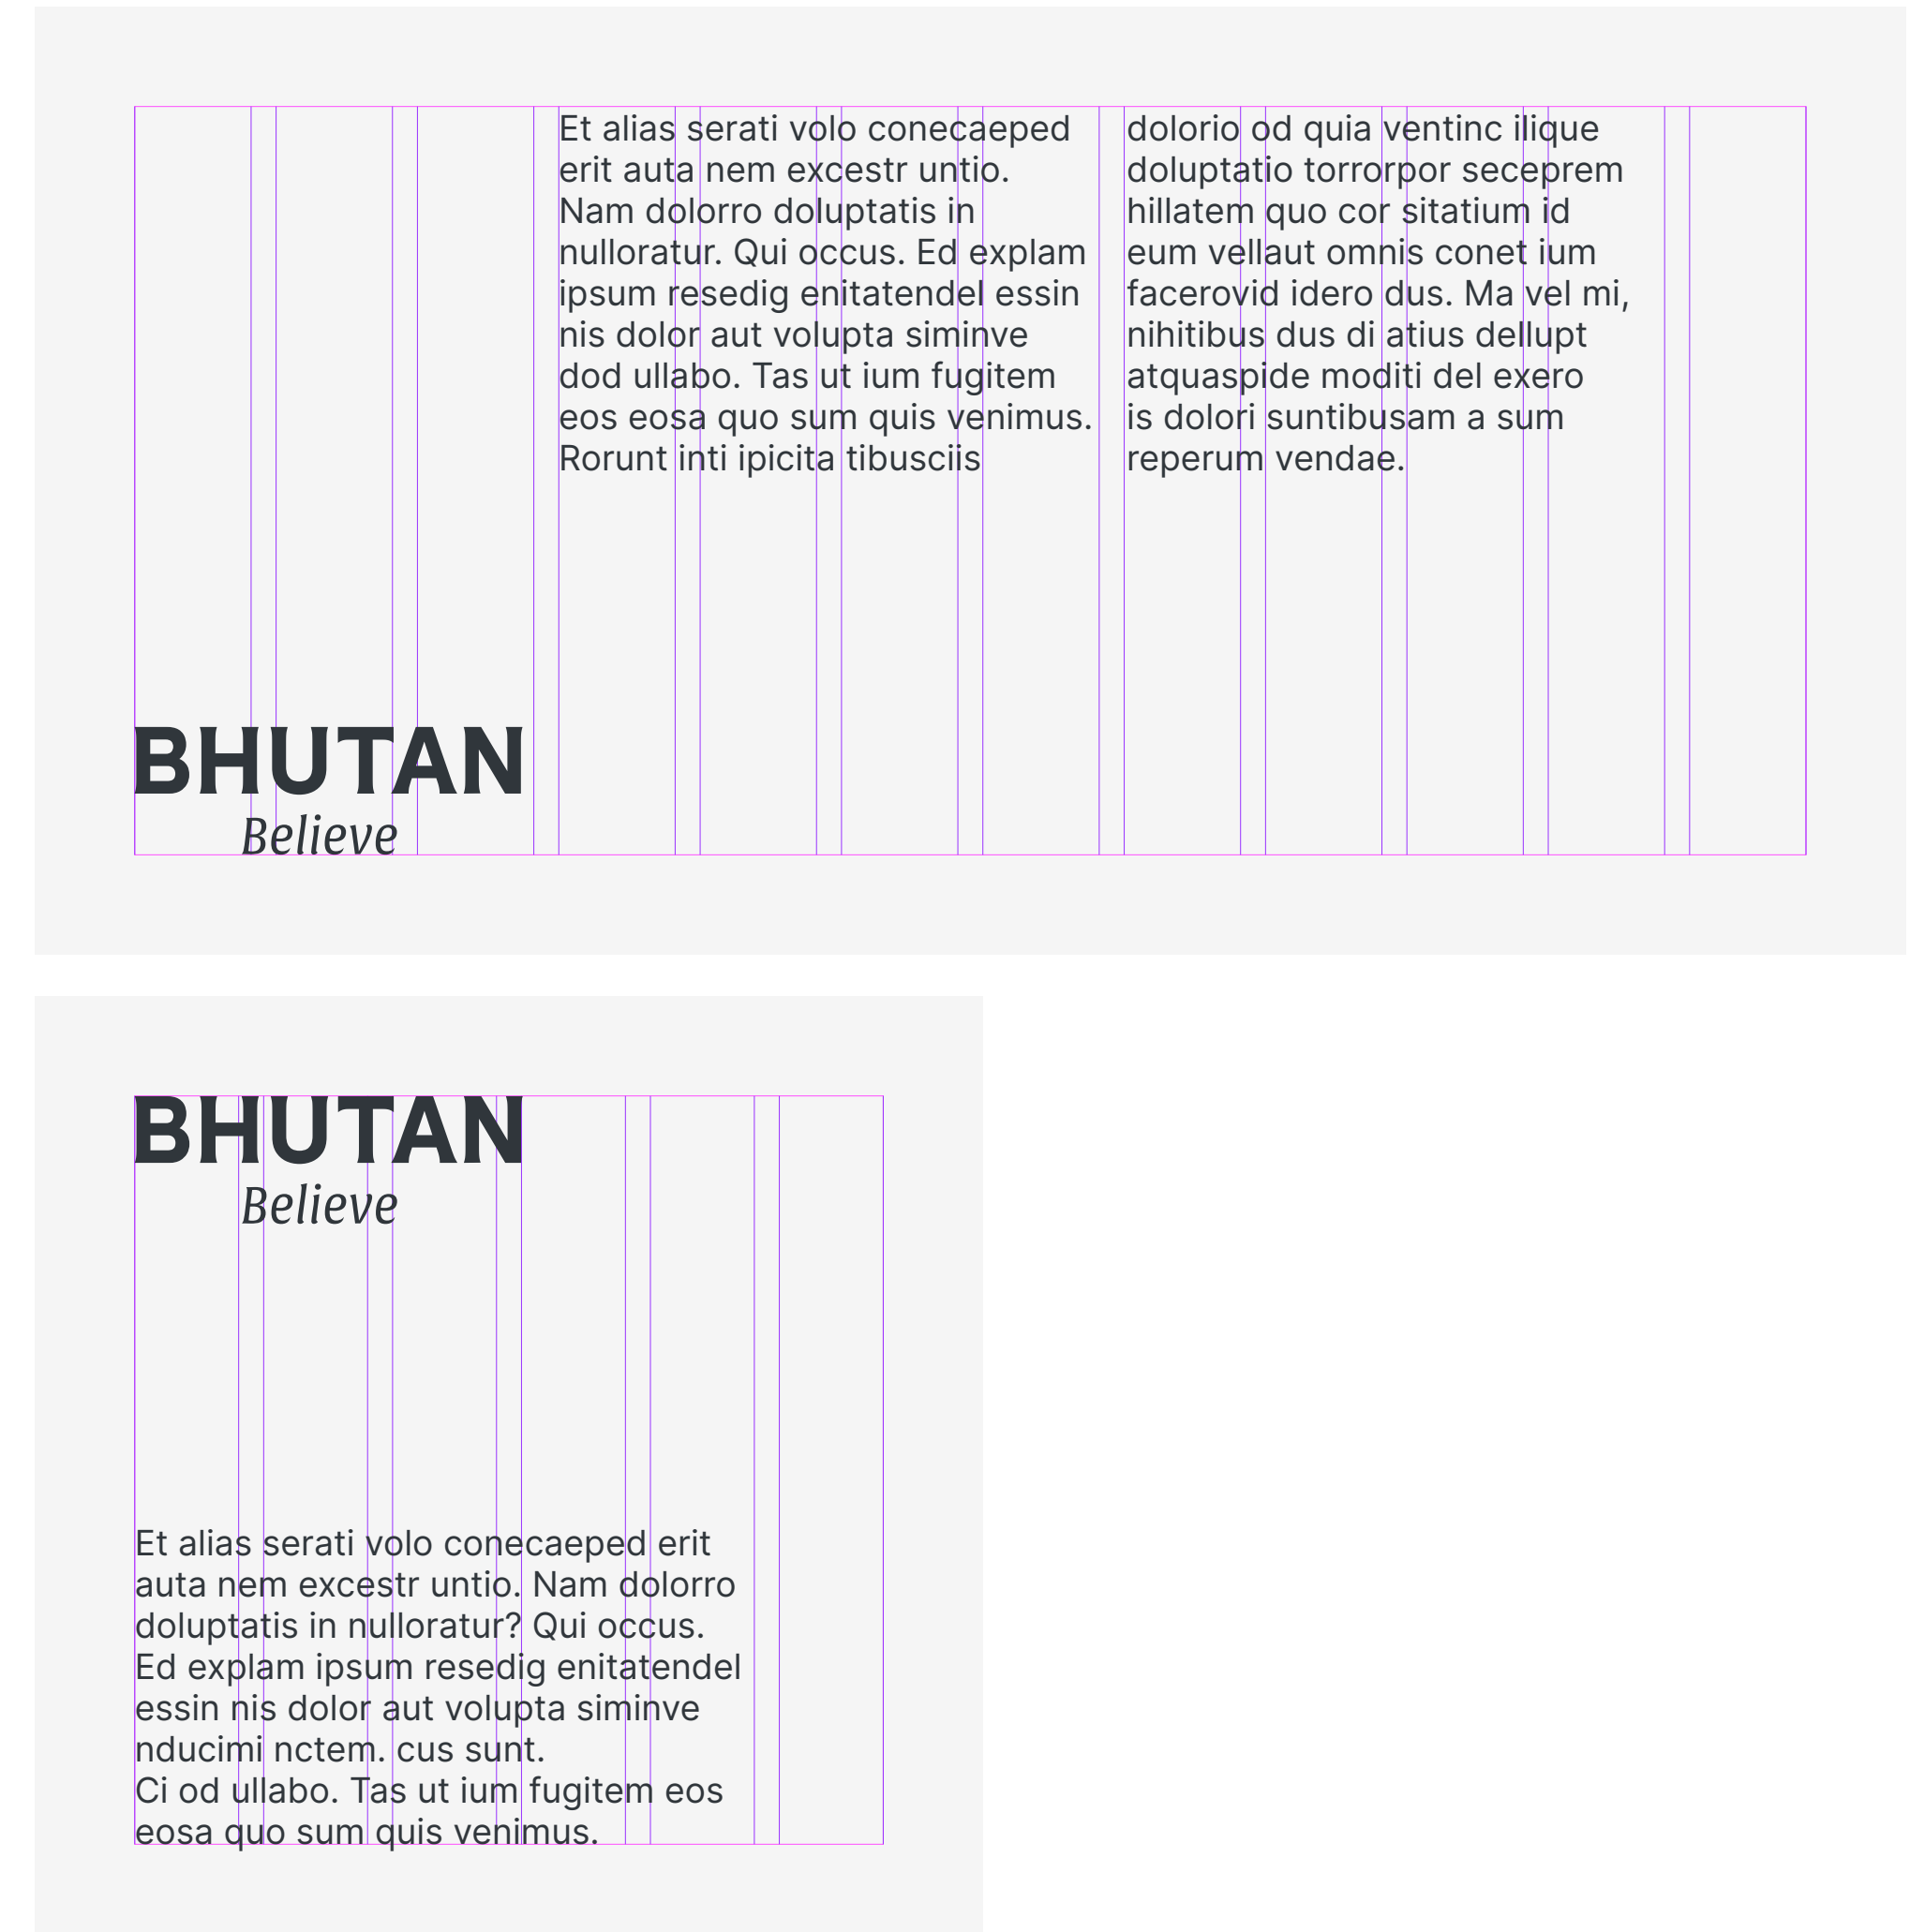 Et alias serati volo conecaeped
erit auta nem excestr untio.
Nam dolorro doluptatis in
nulloratur. Qui occus. Ed explam
ipsum resedig enitatendel essin
nis dolor aut volupta siminve
dod ullabo. Tas ut ium fugitem
eos eosa quo sum quis venimus.
Rorunt inti ipicita tibusciis
dolorio od quia ventinc ilique
doluptatio torrorpor seceprem
hillatem quo cor sitatium id
eum vellaut omnis conet ium
facerovid idero dus. Ma vel mi,
nihitibus dus di atius dellupt
atquaspide moditi del exero
is dolori suntibusam a sum
reperum vendae.
BHUTAN
Believe
BHUTAN
Believe
Et alias serati volo conecaeped erit
auta nem excestr untio. Nam dolorro
doluptatis in nulloratur? Qui occus.
Ed explam ipsum resedig enitatendel
essin nis dolor aut volupta siminve
nducimi nctem. cus sunt.
Ci od ullabo. Tas ut ium fugitem eos
eosa quo sum quis venimus.